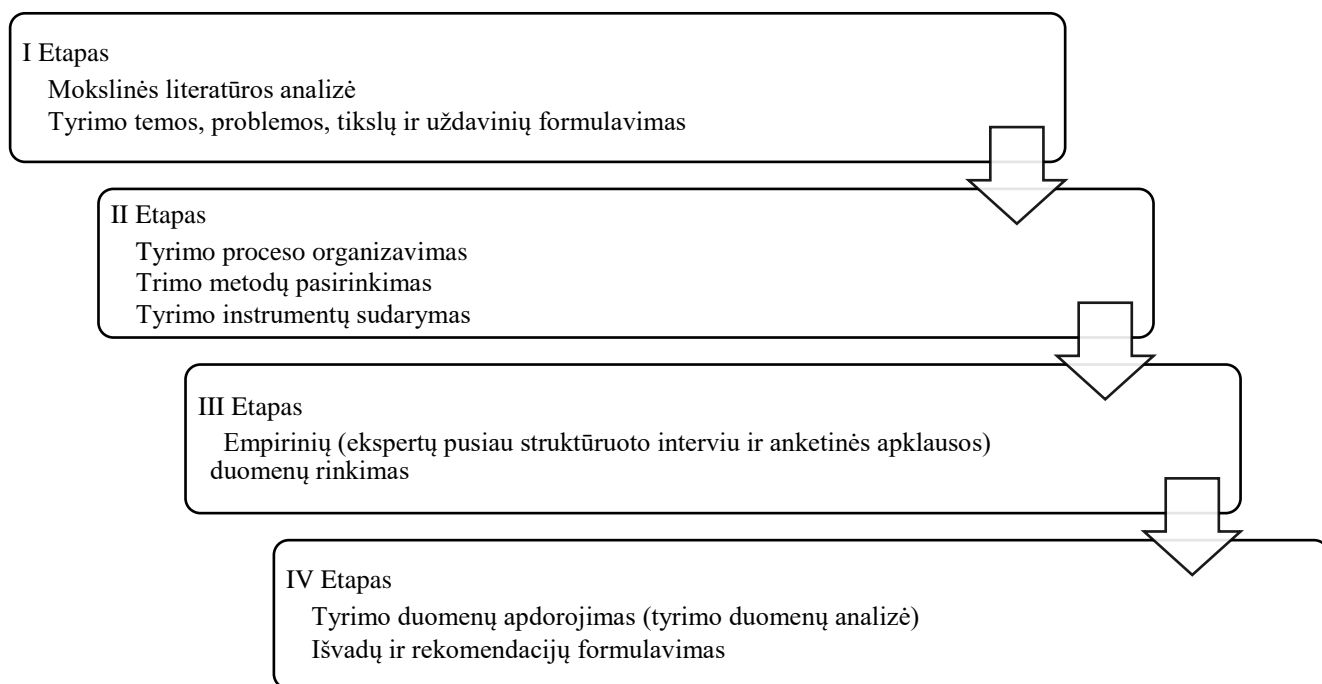 I Etapas
Mokslinės literatūros analizė
Tyrimo temos, problemos, tikslų ir uždavinių formulavimas
II Etapas
Tyrimo proceso organizavimas
Trimo metodų pasirinkimas
Tyrimo instrumentų sudarymas
III Etapas
Empirinių (ekspertų pusiau struktūruoto interviu ir anketinės apklausos)
duomenų rinkimas
IV Etapas
Tyrimo duomenų apdorojimas (tyrimo duomenų analizė)
Išvadų ir rekomendacijų formulavimas